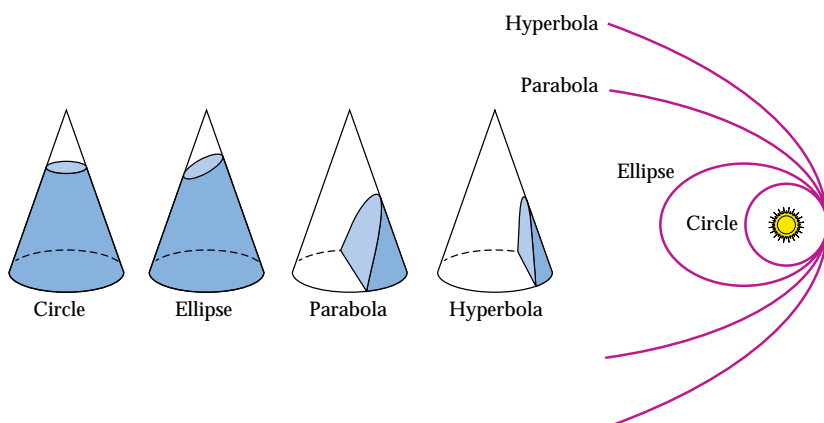 Circle
Ellipse
Parabola
Hyperbola
Hyperbola
Parabola
Ellipse
Circle